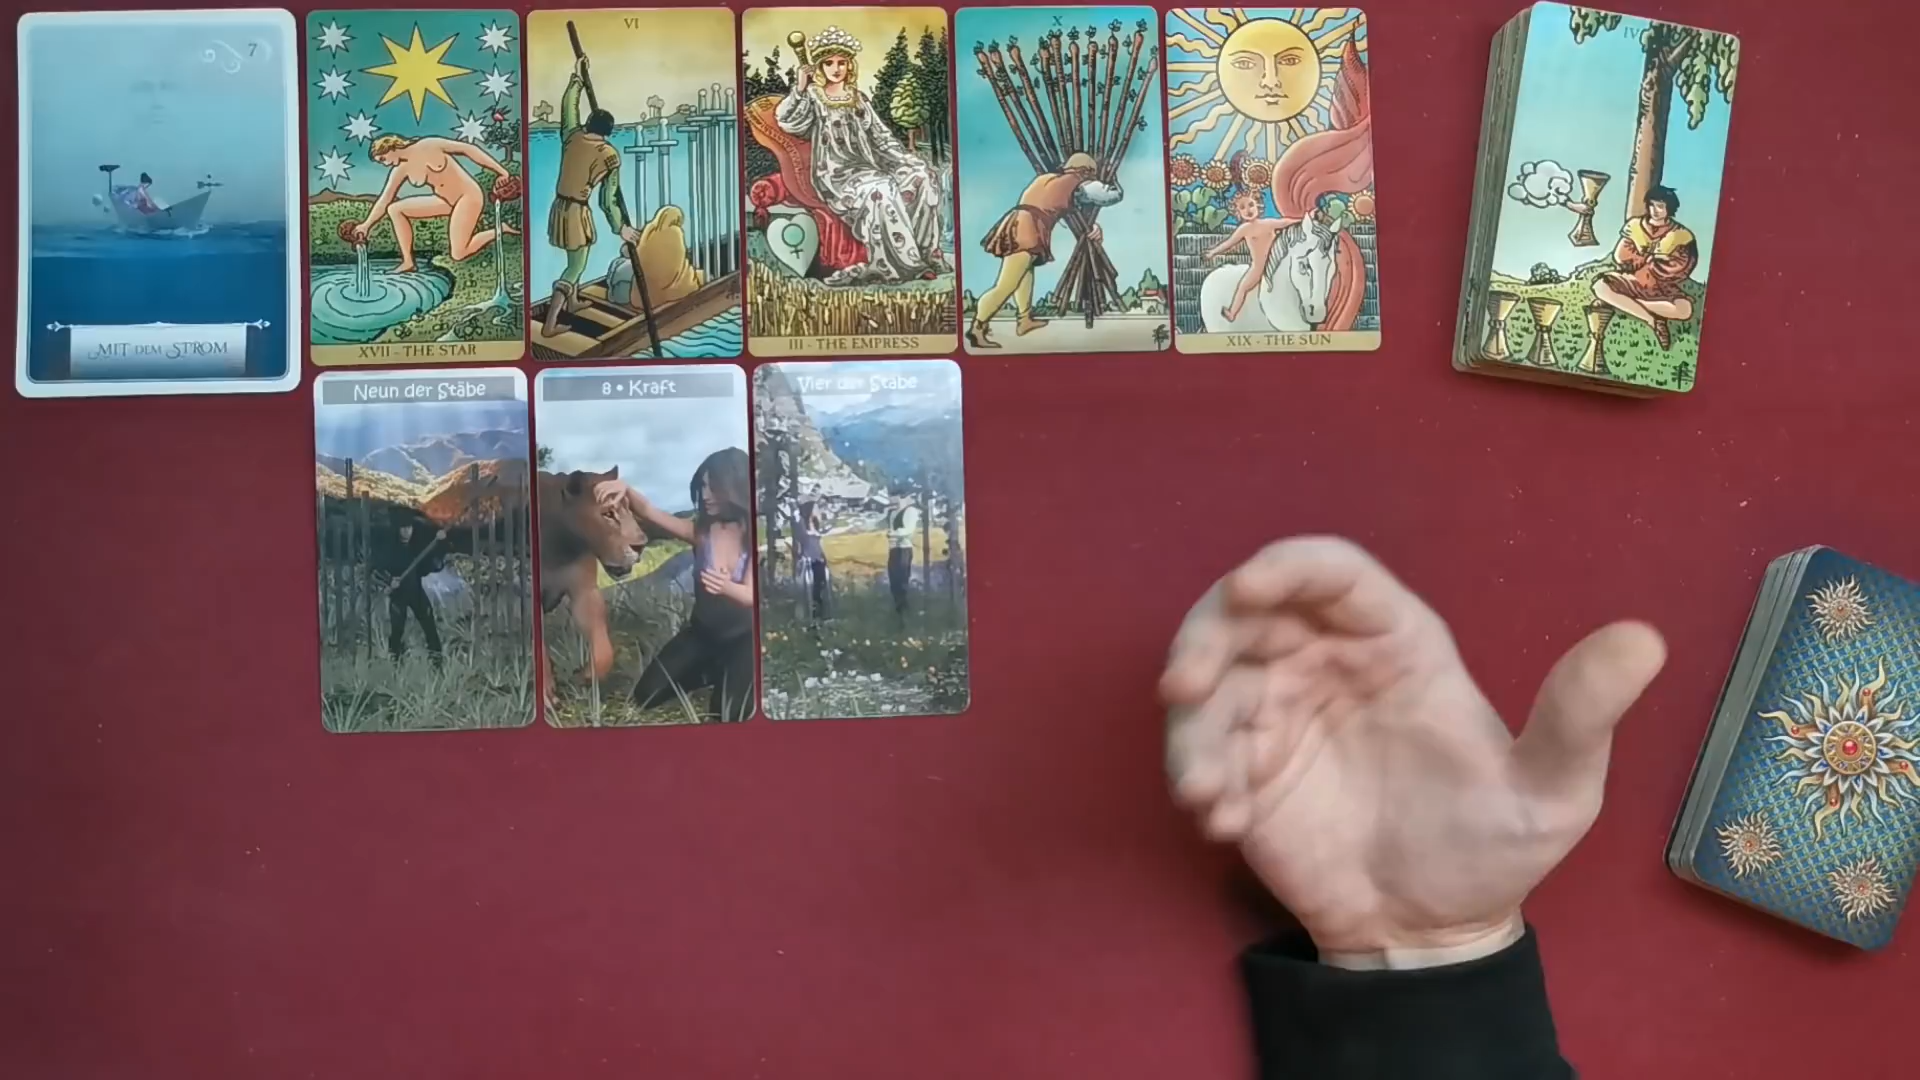 7
MIT DEM STROM
XVII - THE STAR
VI
III - THE EMPRESS
X
XIX - THE SUN
IV
Neun der Stäbe
8 • Kraft
Vier der Stäbe